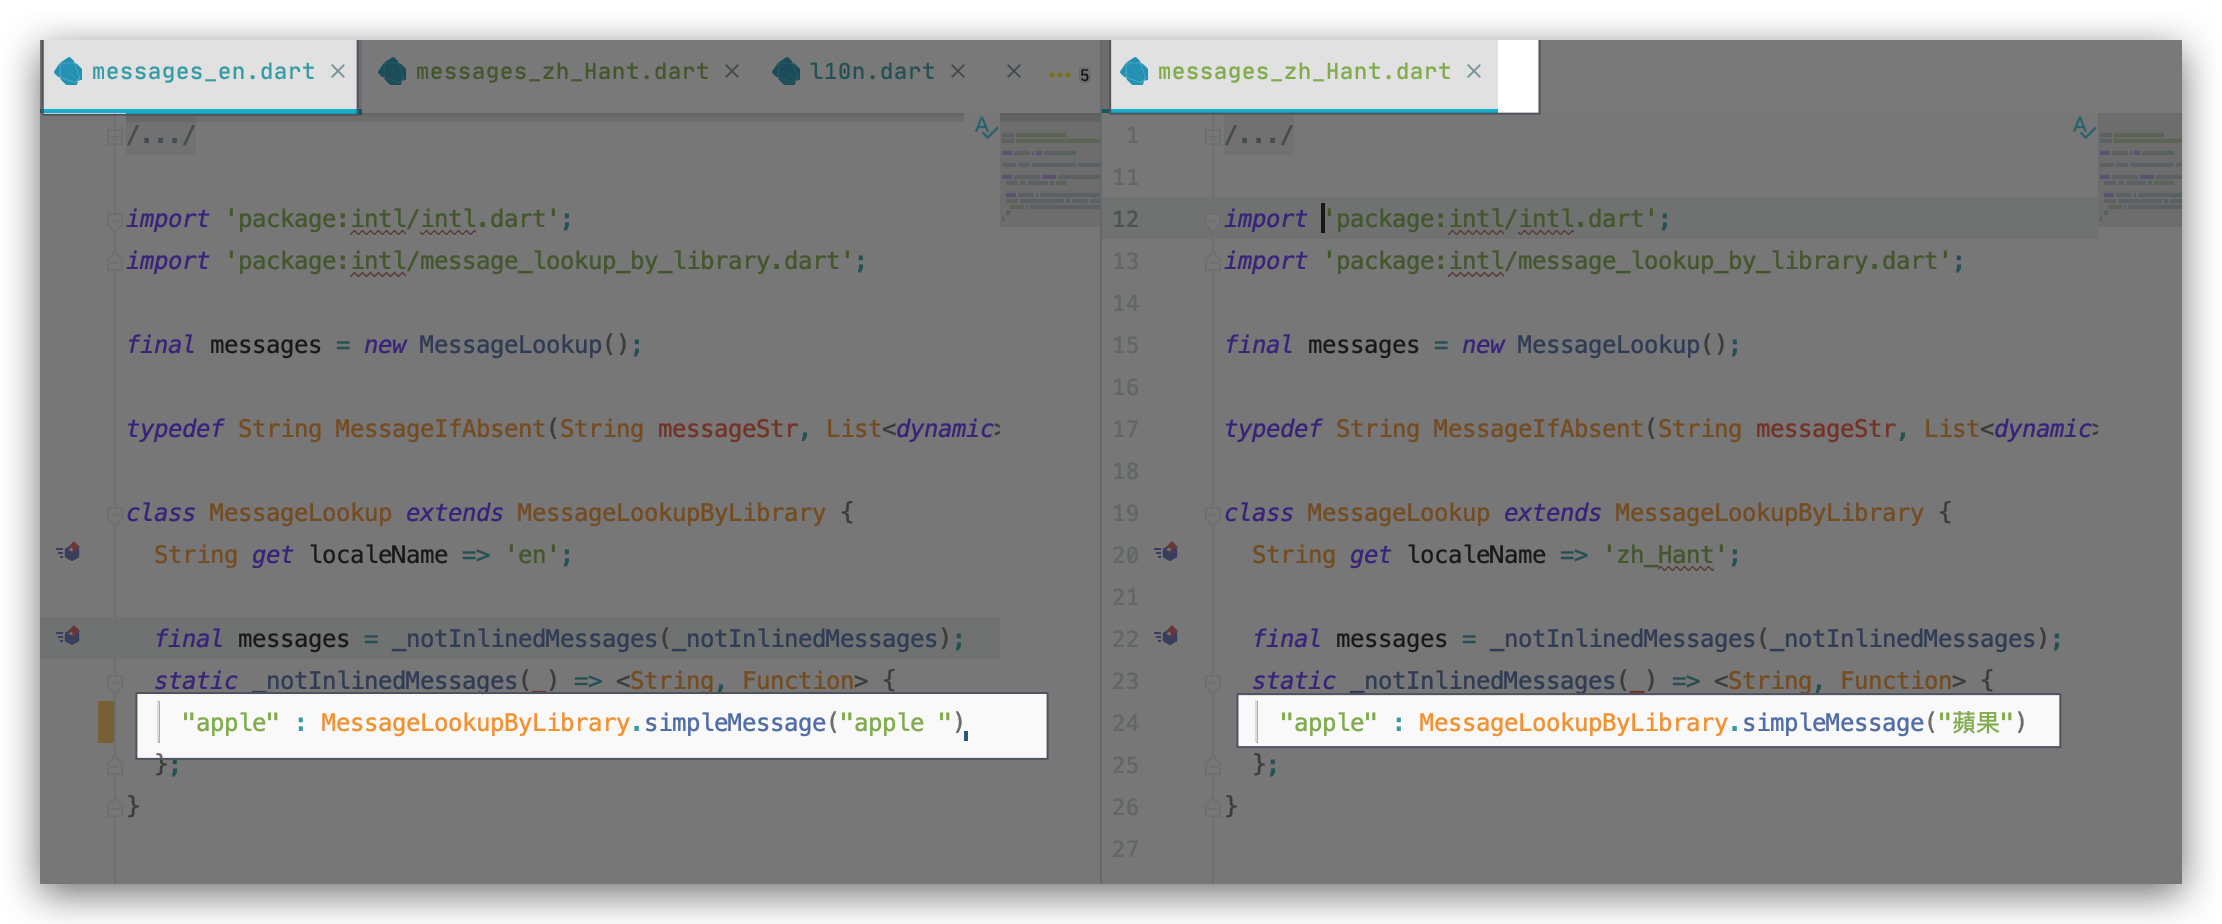 messages_en.dart × messages_zh_Hant.dart × l10n.dart × × ••• 5
/.../
import 'package:intl/intl.dart';
import 'package:intl/message_lookup_by_library.dart';
final messages = new MessageLookup();
typedef String MessageIfAbsent(String messageStr, List<dynamic>
class MessageLookup extends MessageLookupByLibrary {
String get localeName => 'en';
final messages = _notInlinedMessages(_notInlinedMessages);
static _notInlinedMessages(_) => <String, Function> {
"apple" : MessageLookupByLibrary.simpleMessage("apple ")
};
}
messages_zh_Hant.dart ×
1 /.../
11
12 import 'package:intl/intl.dart';
13 import 'package:intl/message_lookup_by_library.dart';
14
15 final messages = new MessageLookup();
16
17 typedef String MessageIfAbsent(String messageStr, List<dynamic>
18
19 class MessageLookup extends MessageLookupByLibrary {
20 String get localeName => 'zh_Hant';
21
22 final messages = _notInlinedMessages(_notInlinedMessages);
23 static _notInlinedMessages(_) => <String, Function> {
24 "apple" : MessageLookupByLibrary.simpleMessage("蘋果")
25 };
26 }
27